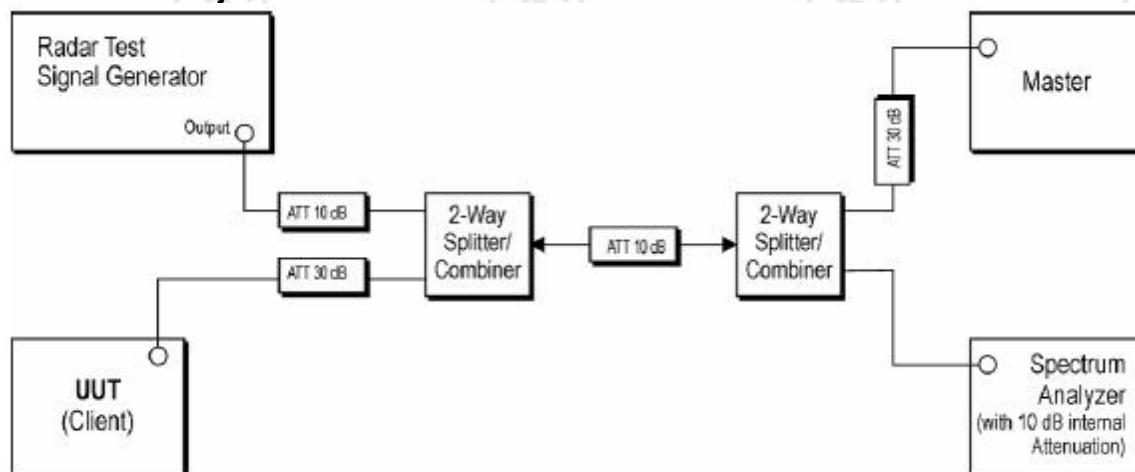 Radar Test
Signal Generator
Output
ATT 10 dB
ATT 30 dB
2-Way
Splitter/
Combiner
ATT 10 dB
2-Way
Splitter/
Combiner
ATT 30 dB
Master
UUT
(Client)
Spectrum
Analyzer
(with 10 dB internal
Attenuation)